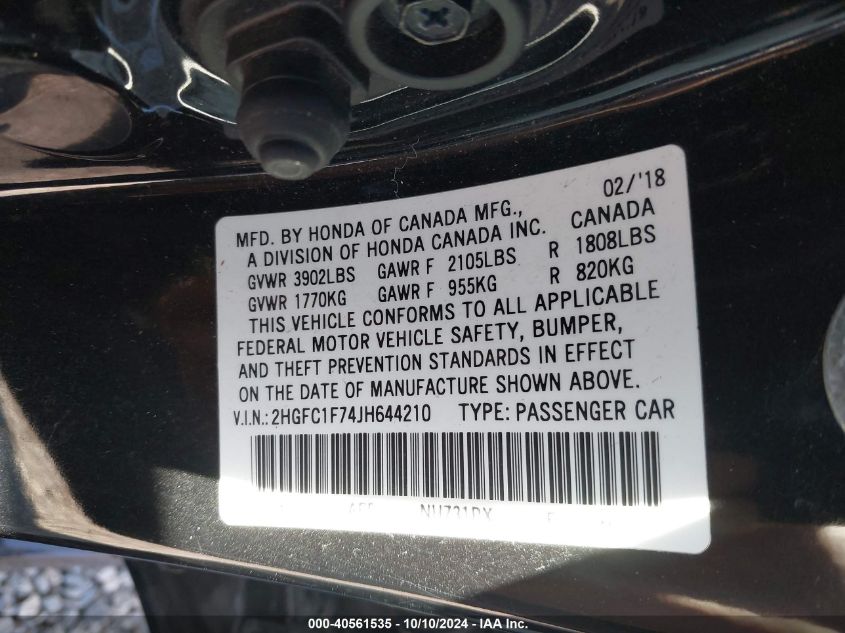 02/'18
MFD. BY HONDA OF CANADA MFG., CANADA
A DIVISION OF HONDA CANADA INC.
GVWR 3902LBS GAWR F 2105LBS R 1808LBS
GVWR 1770KG GAWR F 955KG R 820KG
THIS VEHICLE CONFORMS TO ALL APPLICABLE
FEDERAL MOTOR VEHICLE SAFETY, BUMPER,
AND THEFT PREVENTION STANDARDS IN EFFECT
ON THE DATE OF MANUFACTURE SHOWN ABOVE.
V.I.N.: 2HGFC1F74JH644210 TYPE: PASSENGER CAR
000-40561535 - 10/10/2024 - IAA Inc.